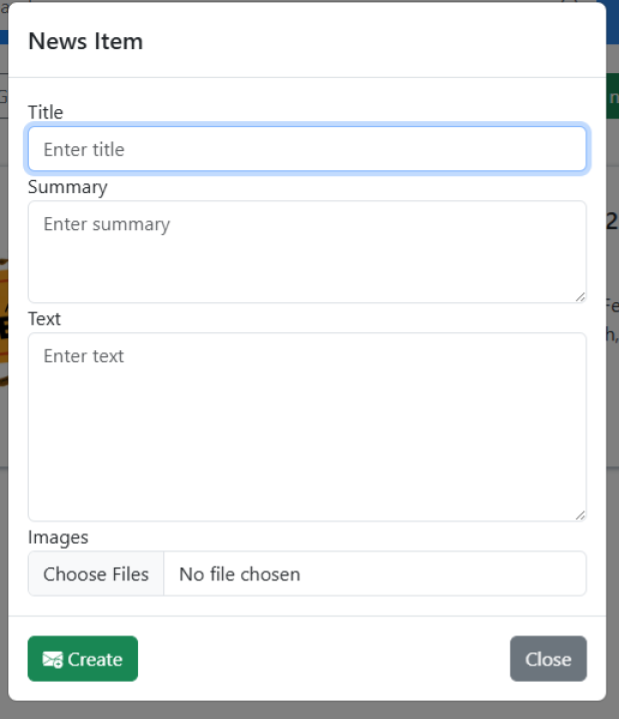 News Item
Title
Enter title
Summary
Enter summary
Text
Enter text
Images
Choose Files No file chosen
Create
Close